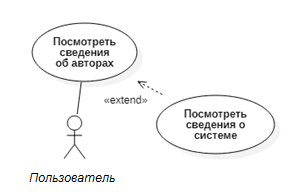 Посмотреть
сведения
об авторах
«extend»
Посмотреть
сведения о
системе
Пользователь